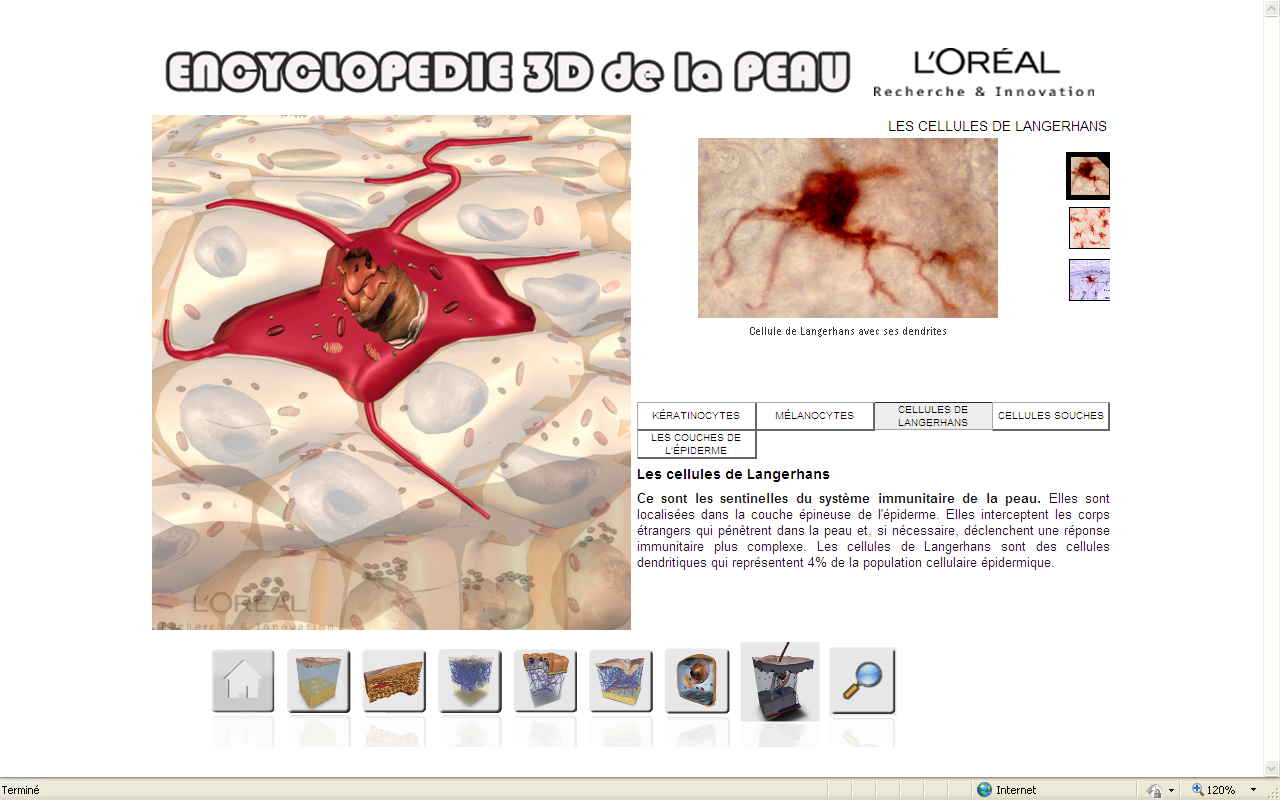 ENCYCLOPEDIE 3D de la PEAU
L'ORÉAL
Recherche & Innovation
LES CELLULES DE LANGERHANS
Cellule de Langerhans avec ses dendrites
KÉRATINOCYTES
MÉLANOCYTES
CELLULES DE
LANGERHANS
CELLULES SOUCHES
LES COUCHES DE
L'ÉPIDERME
Les cellules de Langerhans
Ce sont les sentinelles du système immunitaire de la peau. Elles sont
localisées dans la couche épineuse de l'épiderme. Elles interceptent les corps
étrangers qui pénètrent dans la peau et, si nécessaire, déclenchent une réponse
immunitaire plus complexe. Les cellules de Langerhans sont des cellules
dendritiques qui représentent 4% de la population cellulaire épidermique.
L'ORÉAL
Recherche & Innovation
Terminé
Internet
120%